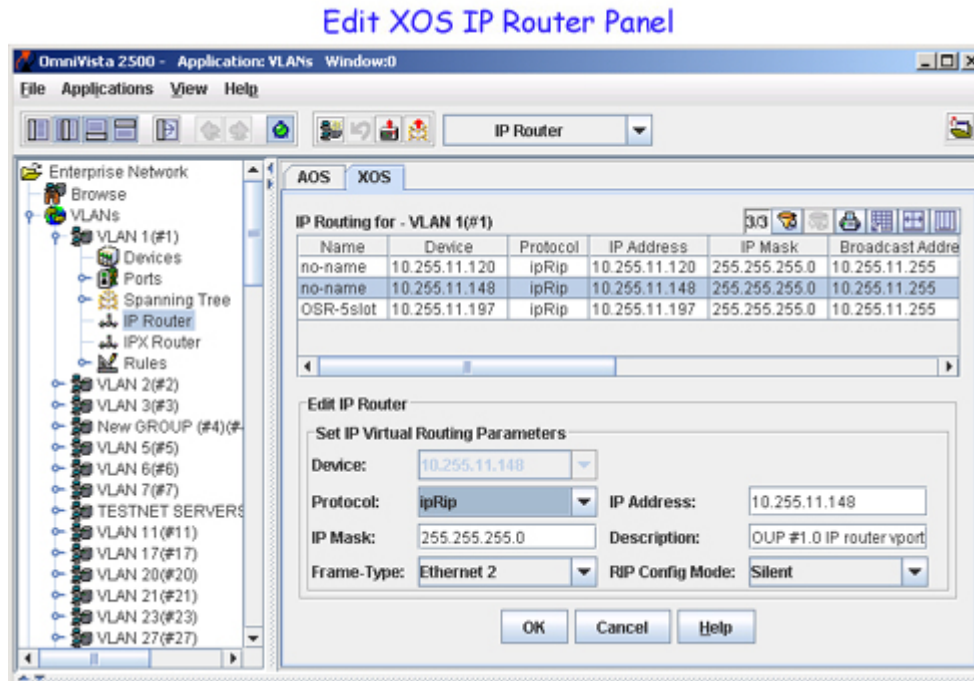 Edit XOS IP Router Panel
OmniVista 2500 - Application: VLANs Window:0
File Applications View Help
IP Router
Enterprise Network
Browse
VLANs
VLAN 1(#1)
Devices
Ports
Spanning Tree
IP Router
IPX Router
Rules
VLAN 2(#2)
VLAN 3(#3)
New GROUP (#4)(#
VLAN 5(#5)
VLAN 6(#6)
VLAN 7(#7)
TESTNET SERVERS
VLAN 11(#11)
VLAN 17(#17)
VLAN 20(#20)
VLAN 21(#21)
VLAN 23(#23)
VLAN 27(#27)
AOS XOS
IP Routing for - VLAN 1(#1) 3/3
Name Device Protocol IP Address IP Mask Broadcast Addre
no-name 10.255.11.120 ipRip 10.255.11.120 255.255.255.0 10.255.11.255
no-name 10.255.11.148 ipRip 10.255.11.148 255.255.255.0 10.255.11.255
OSR-5slot 10.255.11.197 ipRip 10.255.11.197 255.255.255.0 10.255.11.255
Edit IP Router
Set IP Virtual Routing Parameters
Device: 10.255.11.148
Protocol: ipRip IP Address: 10.255.11.148
IP Mask: 255.255.255.0 Description: OUP #1.0 IP router vport
Frame-Type: Ethernet 2 RIP Config Mode: Silent
OK Cancel Help